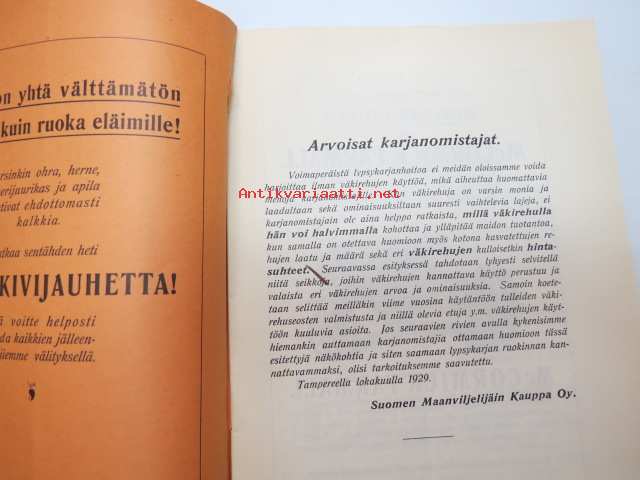 on yhtä välttämätön
kuin ruoka eläimille!
rsinkin ohra, herne,
erijuurikas ja apila
tivat ehdottomasti
kalkkia.
tkaa sentähden heti
KIVIJAUHETTA!
ä voitte helposti
da kaikkien jälleen-
jiemme välityksellä.
Arvoisat karjanomistajat.
Voimaperäistä lypsykarjanhoitoa ei meidän oloissamme voida
harjoittaa ilman väkirehujen käyttöä, mikä aiheuttaa huomattavia
menoja karjanomistajille. Kun väkirehuja on varsin monia ja
laadultaan sekä ominaisuuksiltaan suuresti vaihtelevia lajeja, ei
karjanomistajain ole aina helppo ratkaista, millä väkirehulla
hän voi halvimmalla kohottaa ja ylläpitää maidon tuotantoa,
kun samalla on otettava huomioon myös kotona kasvatettujen re-
hujen laatu ja määrä sekä eri väkirehujen kulloisetkin hinta-
suhteet. Seuraavassa esityksessä tahdotaan lyhyesti selvitellä
niitä seikkoja, joihin väkirehujen kannattava käyttö perustuu ja
valaista eri väkirehujen arvoa ja ominaisuuksia. Samoin koete-
taan selittää meilläkin viime vuosina käytäntöön tulleiden väki-
rehuseosten valmistusta ja niillä olevia etuja y.m. väkirehujen käyt-
töön kuuluvia asioita. Jos seuraavien rivien avulla kykenisimme
hiemankin auttamaan karjanomistajia ottamaan huomioon tässä
esitettyjä näkökohtia ja siten saamaan lypsykarjan ruokinnan kan-
nattavammaksi, olisi tarkoituksemme saavutettu.
Tampereella lokakuulla 1929.
Suomen Maanviljelijäin Kauppa Oy.
Antikvariaatti.net